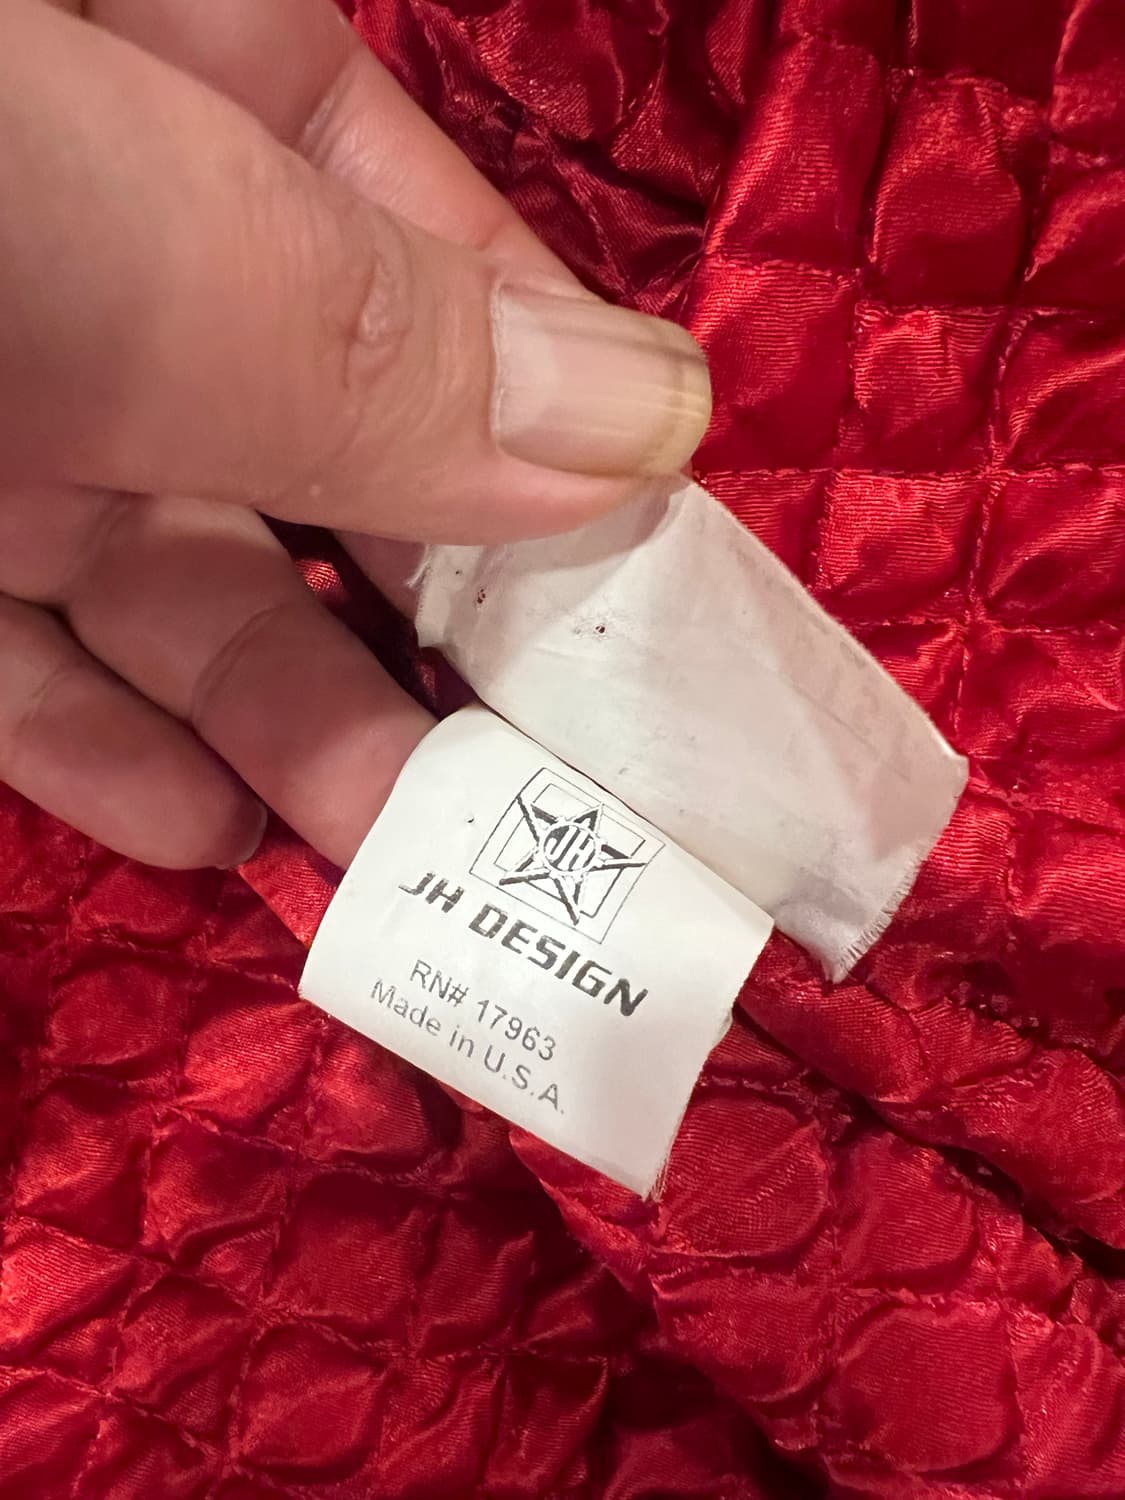 JH
JH DESIGN
RN# 17963
Made in U.S.A.